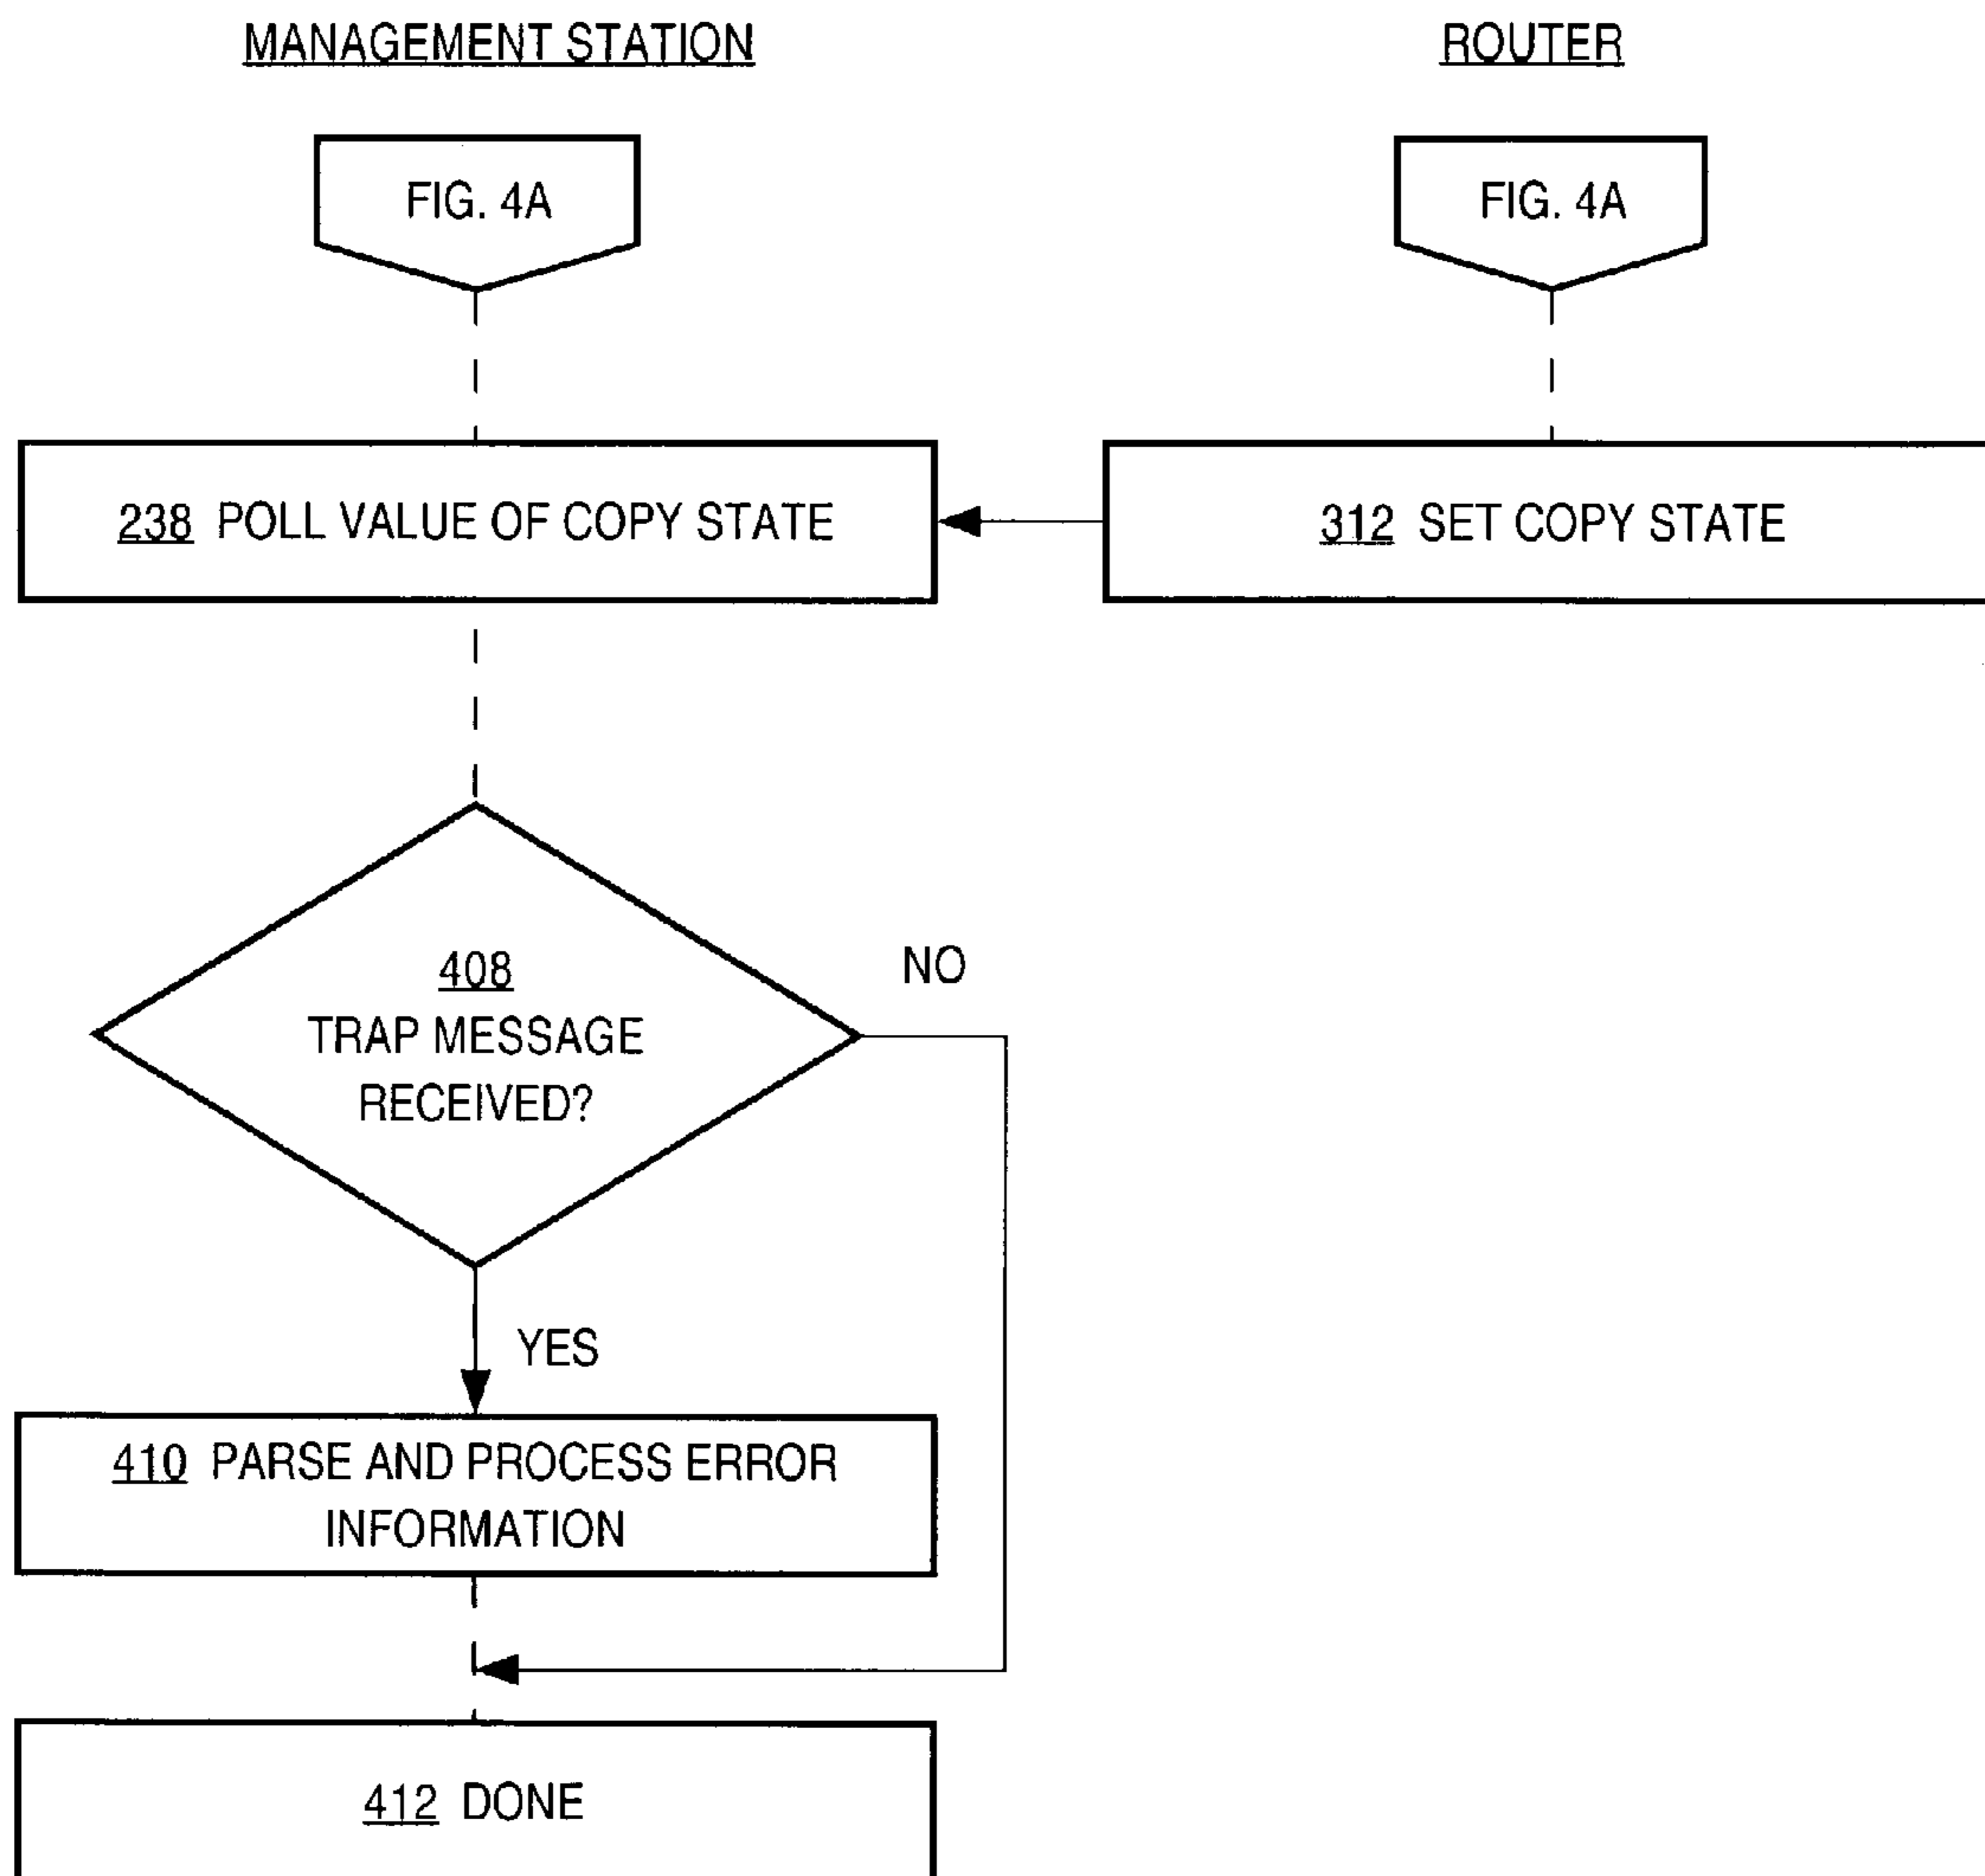 MANAGEMENT STATION
ROUTER
FIG. 4A
FIG. 4A
238 POLL VALUE OF COPY STATE
312 SET COPY STATE
408
TRAP MESSAGE
RECEIVED?
NO
YES
410 PARSE AND PROCESS ERROR
INFORMATION
412 DONE